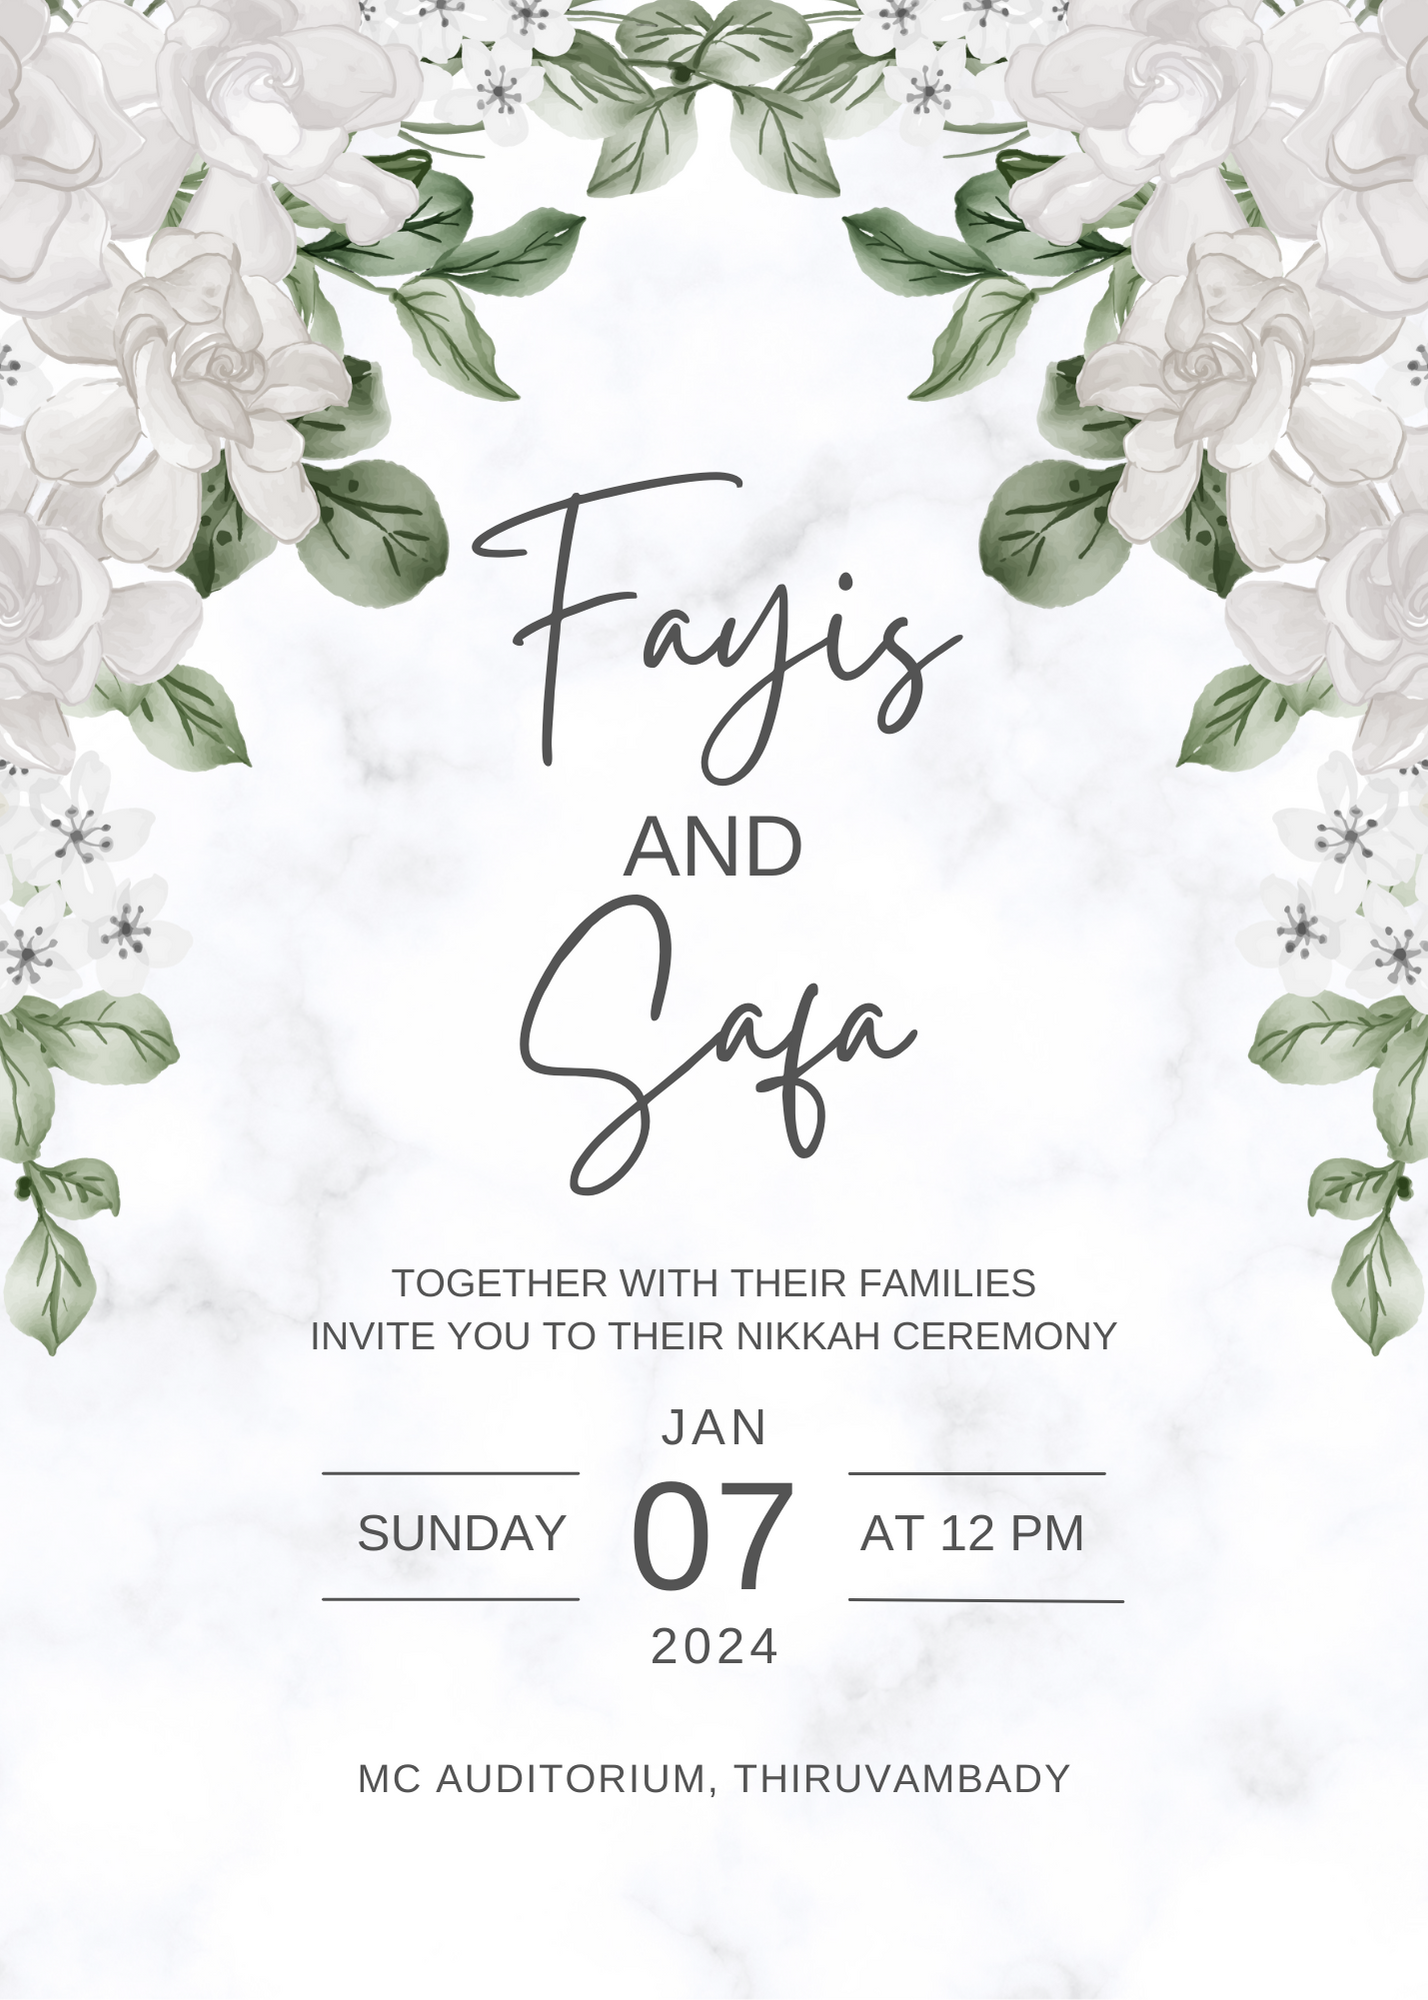 Fayis
AND
Safa
TOGETHER WITH THEIR FAMILIES
INVITE YOU TO THEIR NIKKAH CEREMONY
JAN
SUNDAY 07 AT 12 PM
2024
MC AUDITORIUM, THIRUVAMBADY